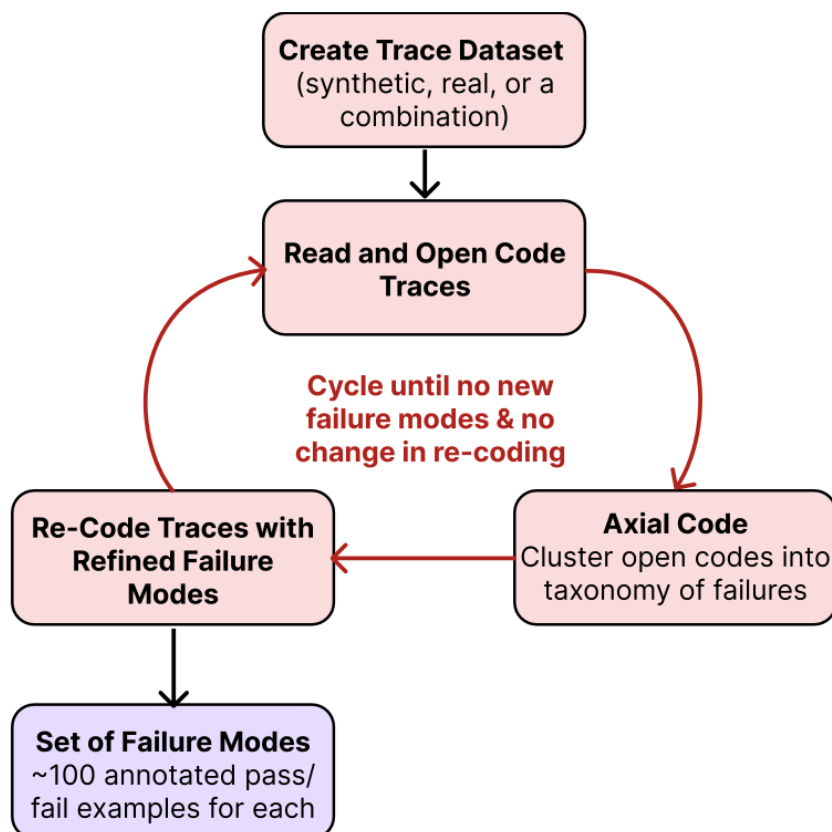 Create Trace Dataset
(synthetic, real, or a
combination)
Read and Open Code
Traces
Cycle until no new
failure modes & no
change in re-coding
Re-Code Traces with
Refined Failure
Modes
Axial Code
Cluster open codes into
taxonomy of failures
Set of Failure Modes
~100 annotated pass/
fail examples for each